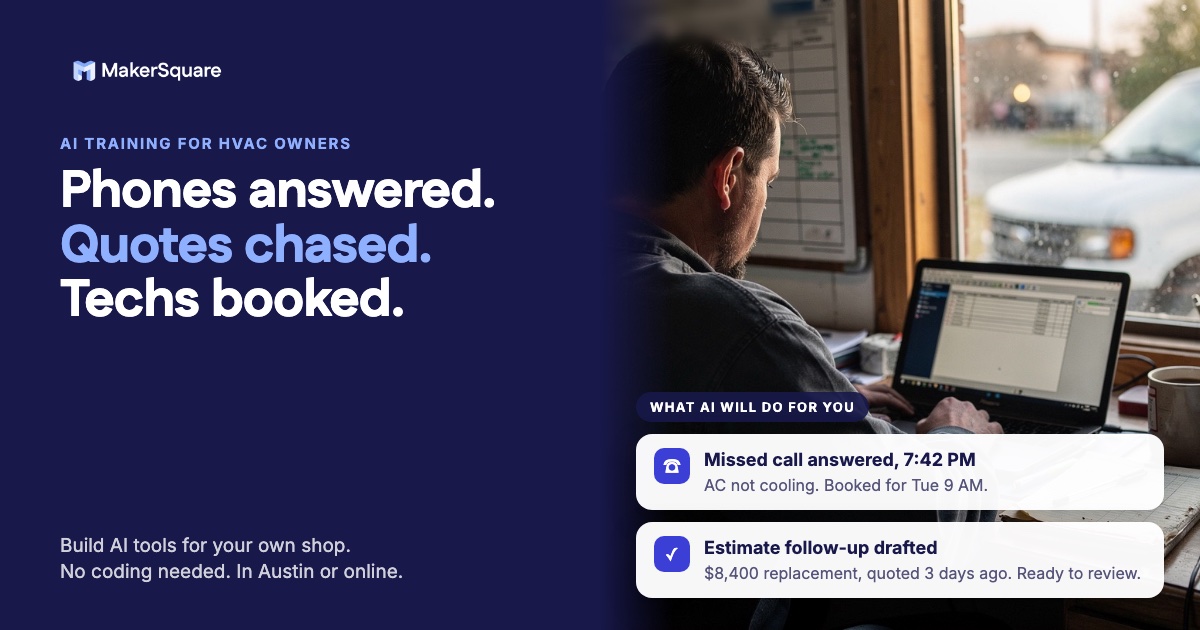 MakerSquare
AI TRAINING FOR HVAC OWNERS
Phones answered.
Quotes chased.
Techs booked.
Build AI tools for your own shop.
No coding needed. In Austin or online.
WHAT AI WILL DO FOR YOU
Missed call answered, 7:42 PM
AC not cooling. Booked for Tue 9 AM.
Estimate follow-up drafted
$8,400 replacement, quoted 3 days ago. Ready to review.